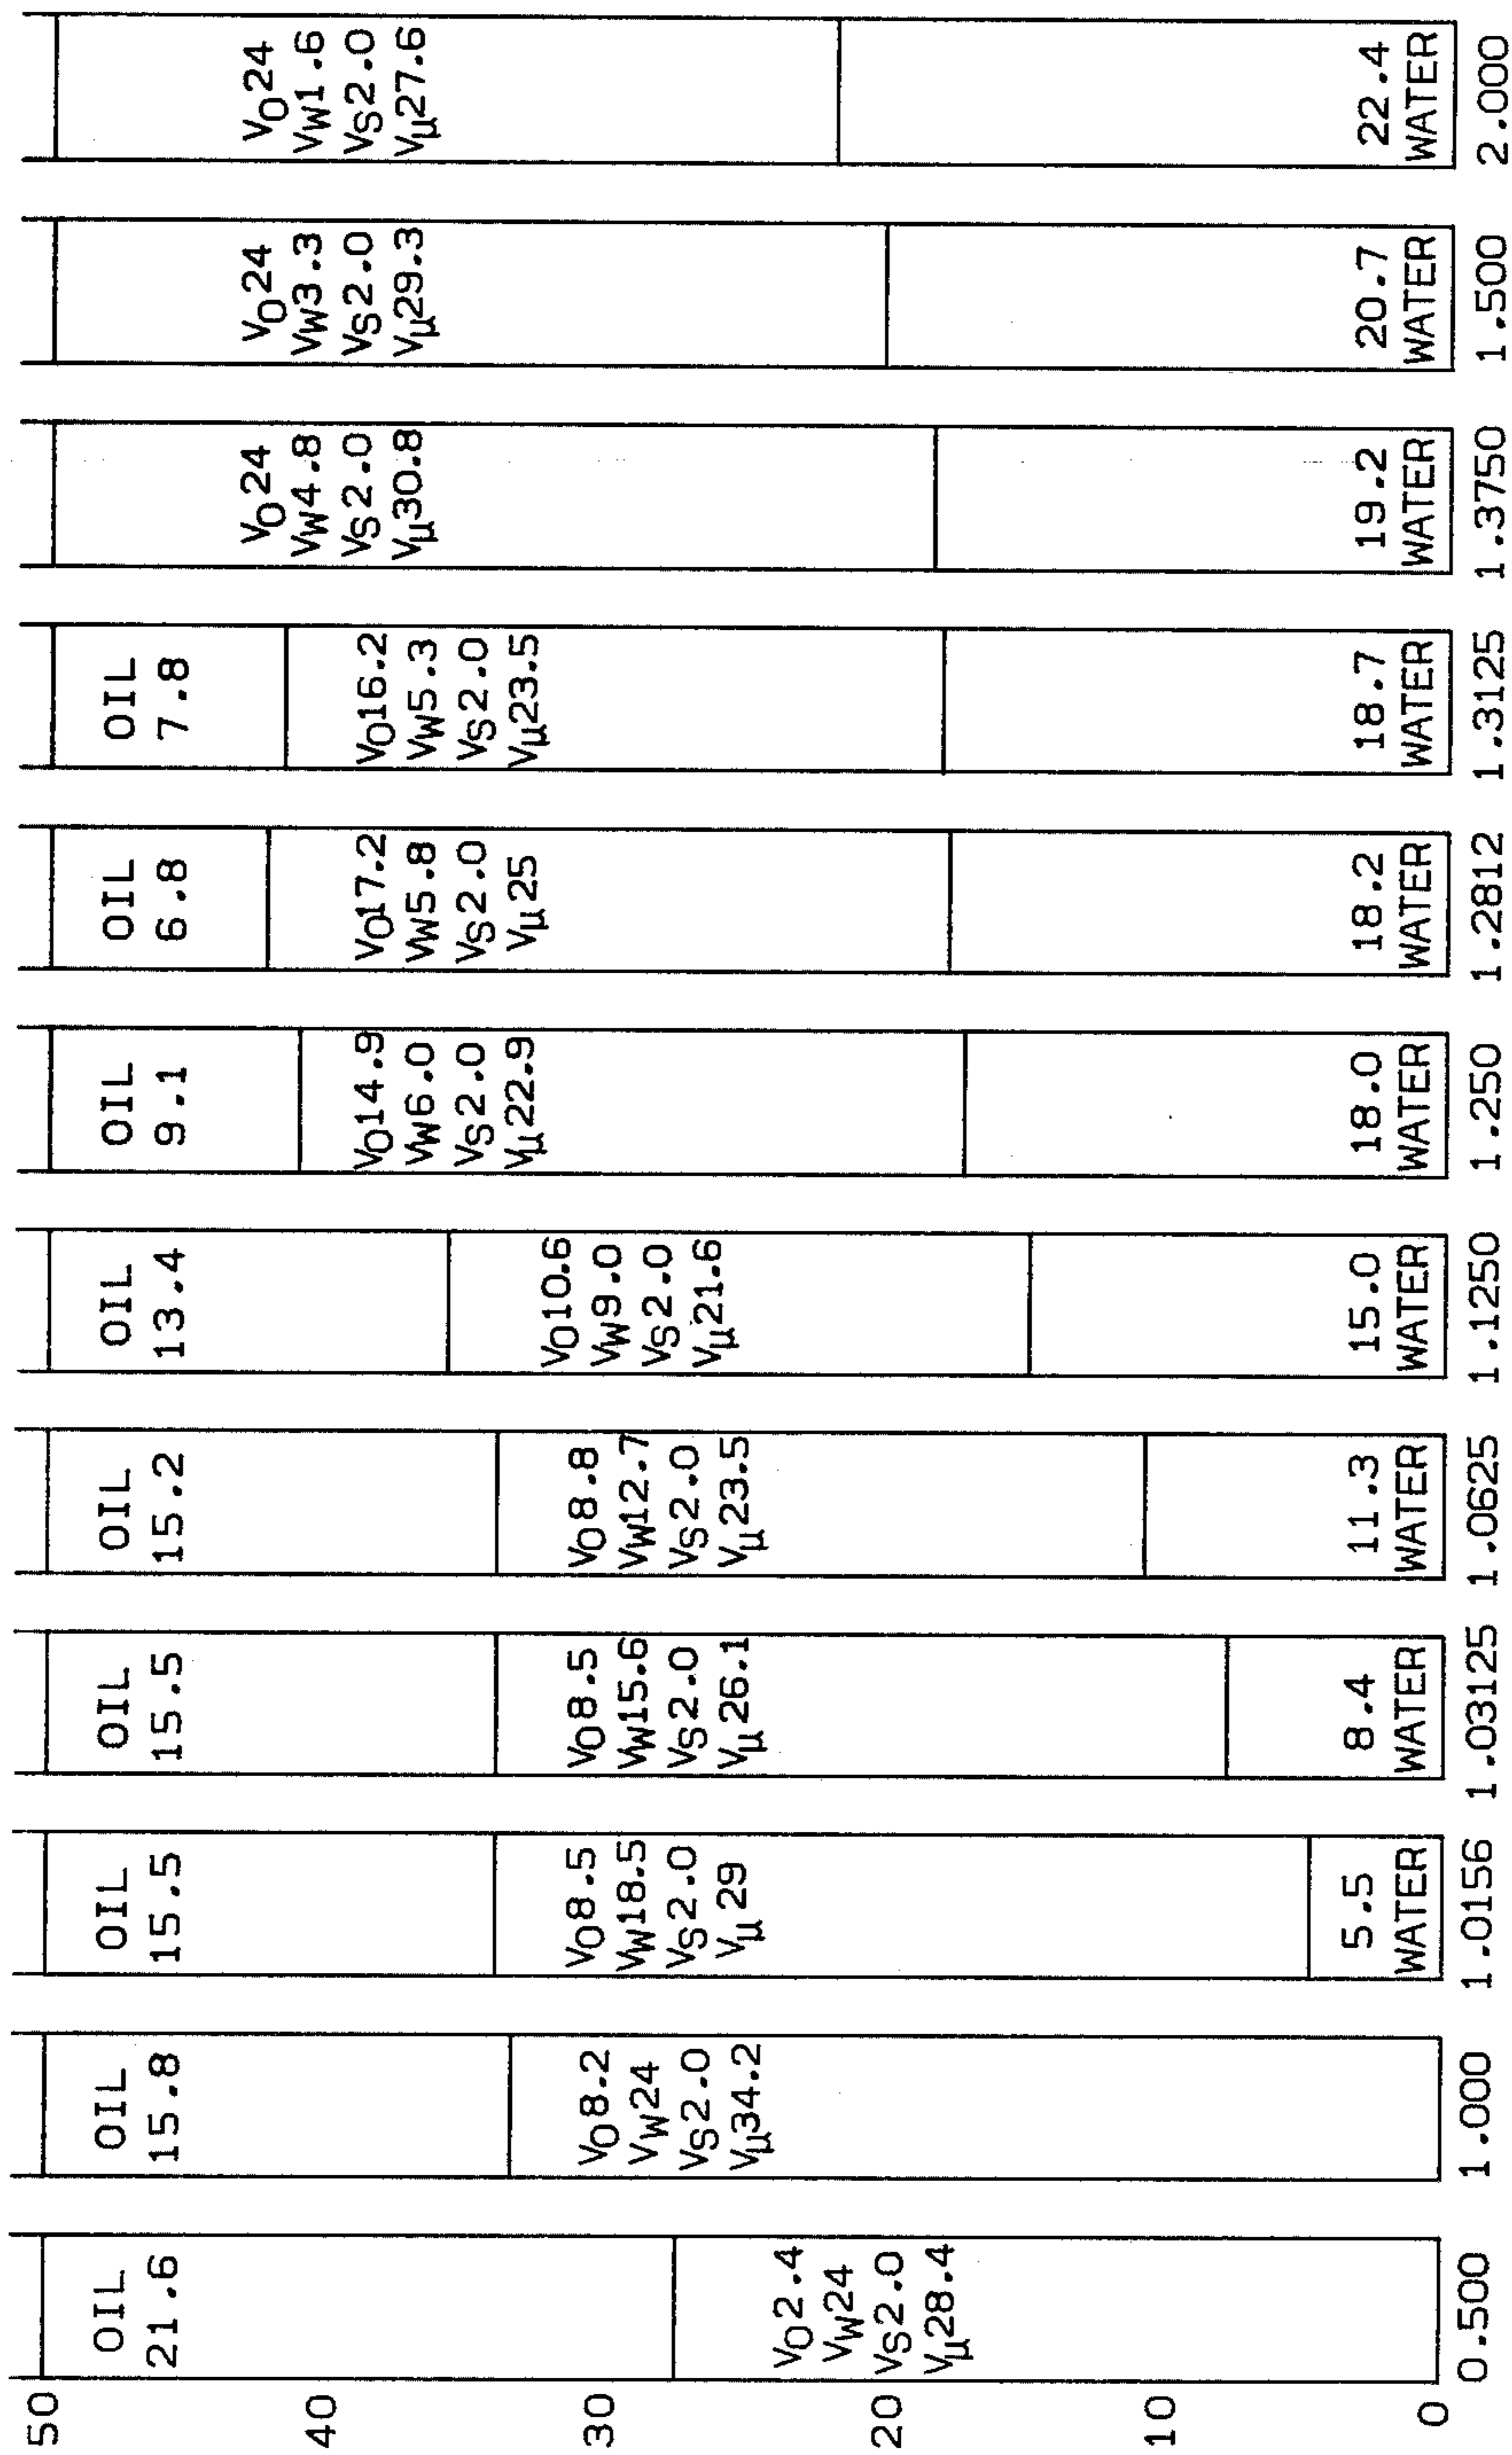 50
40
30
20
10
0
OIL
21.6
VO2.4
VW24
VS2.0
Vµ28.4
0.500
OIL
15.8
VO8.2
VW24
VS2.0
Vµ34.2
1.000
OIL
15.5
VO8.5
VW18.5
VS2.0
Vµ29
5.5
WATER
1.0156
OIL
15.5
VO8.5
VW15.6
VS2.0
Vµ26.1
8.4
WATER
1.03125
OIL
15.2
VO8.8
VW12.7
VS2.0
Vµ23.5
11.3
WATER
1.0625
OIL
13.4
VO10.6
VW9.0
VS2.0
Vµ21.6
15.0
WATER
1.1250
OIL
9.1
VO14.9
VW6.0
VS2.0
Vµ22.9
18.0
WATER
1.250
OIL
6.8
VO17.2
VW5.8
VS2.0
Vµ25
18.2
WATER
1.2812
OIL
7.8
VO16.2
VW5.3
VS2.0
Vµ23.5
18.7
WATER
1.3125
VO24
VW4.8
VS2.0
Vµ30.8
19.2
WATER
1.3750
VO24
VW3.3
VS2.0
Vµ29.3
20.7
WATER
1.500
VO24
VW1.6
VS2.0
Vµ27.6
22.4
WATER
2.000